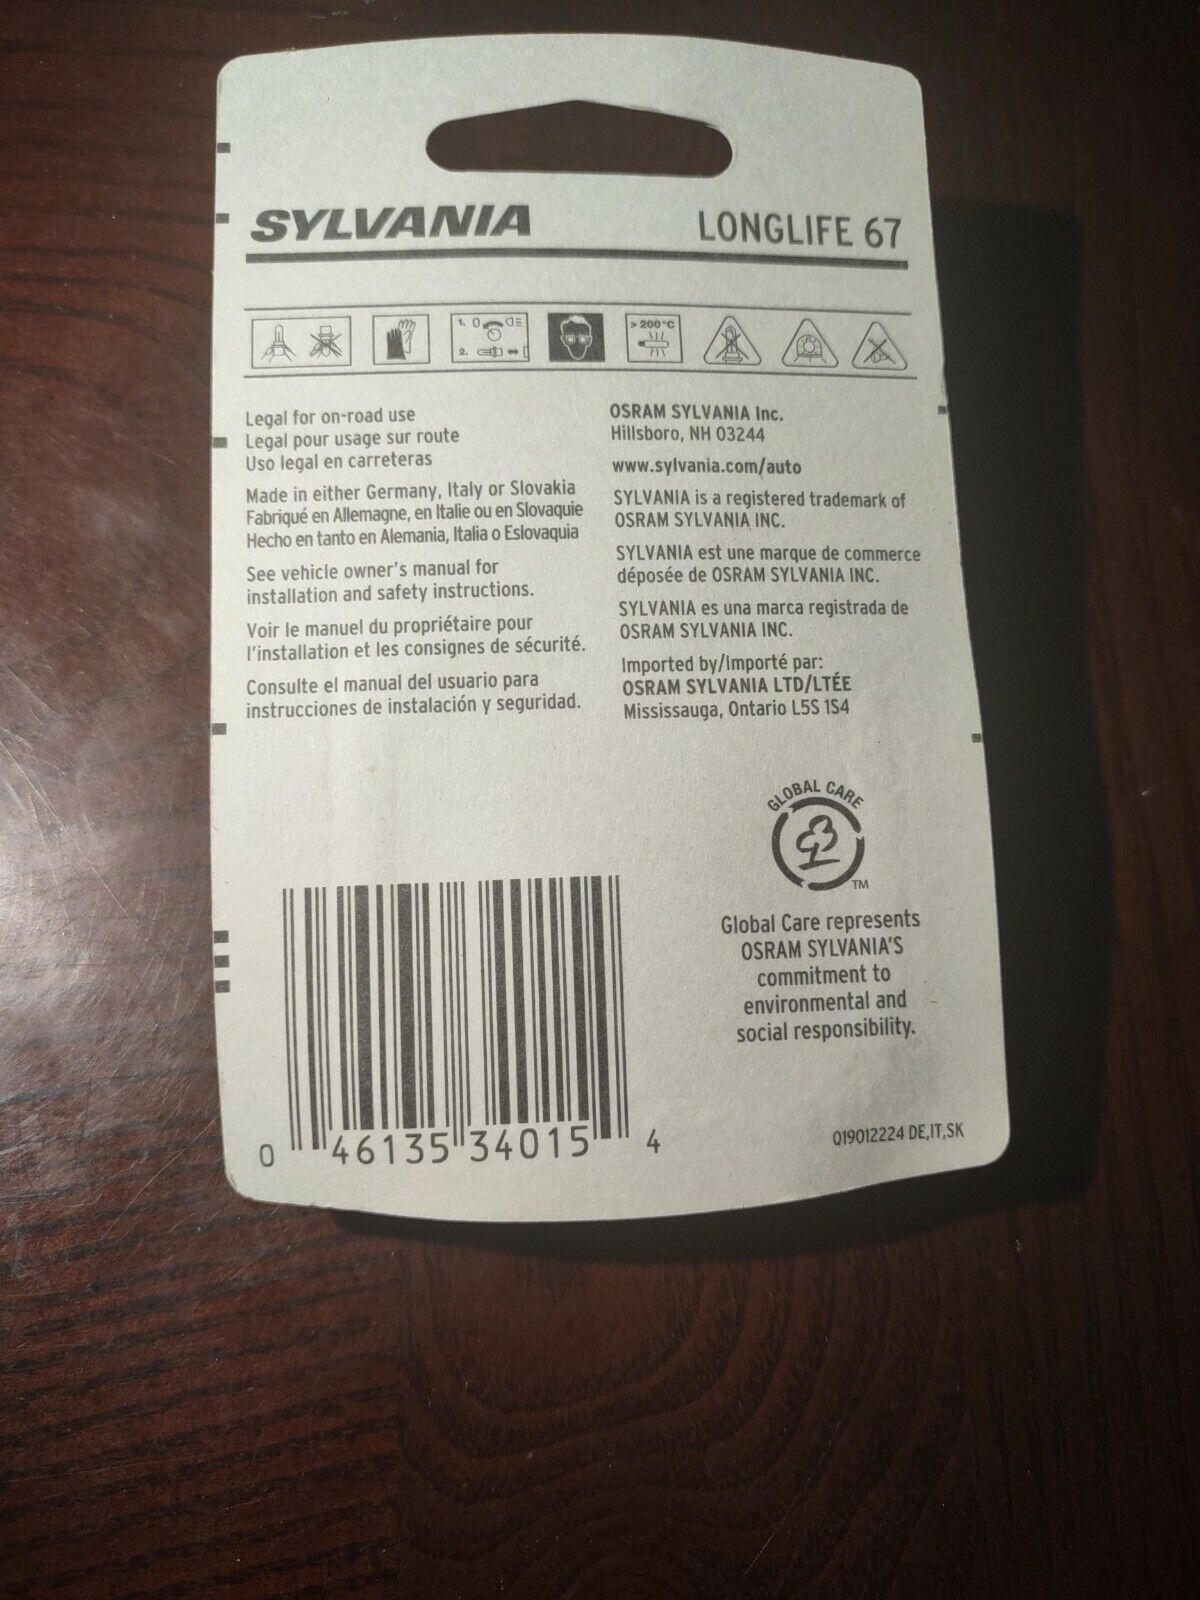 SYLVANIA
LONGLIFE 67
1. 0
2.
> 200°C
Legal for on-road use
Legal pour usage sur route
Uso legal en carreteras
Made in either Germany, Italy or Slovakia
Fabriqué en Allemagne, en Italie ou en Slovaquie
Hecho en tanto en Alemania, Italia o Eslovaquia
See vehicle owner's manual for
installation and safety instructions.
Voir le manuel du propriétaire pour
l'installation et les consignes de sécurité.
Consulte el manual del usuario para
instrucciones de instalación y seguridad.
OSRAM SYLVANIA Inc.
Hillsboro, NH 03244
www.sylvania.com/auto
SYLVANIA is a registered trademark of
OSRAM SYLVANIA INC.
SYLVANIA est une marque de commerce
déposée de OSRAM SYLVANIA INC.
SYLVANIA es una marca registrada de
OSRAM SYLVANIA INC.
Imported by/Importé par:
OSRAM SYLVANIA LTD/LTÉE
Mississauga, Ontario L5S 1S4
GLOBAL CARE
TM
Global Care represents
OSRAM SYLVANIA'S
commitment to
environmental and
social responsibility.
0 46135 34015 4
019012224 DE,IT,SK